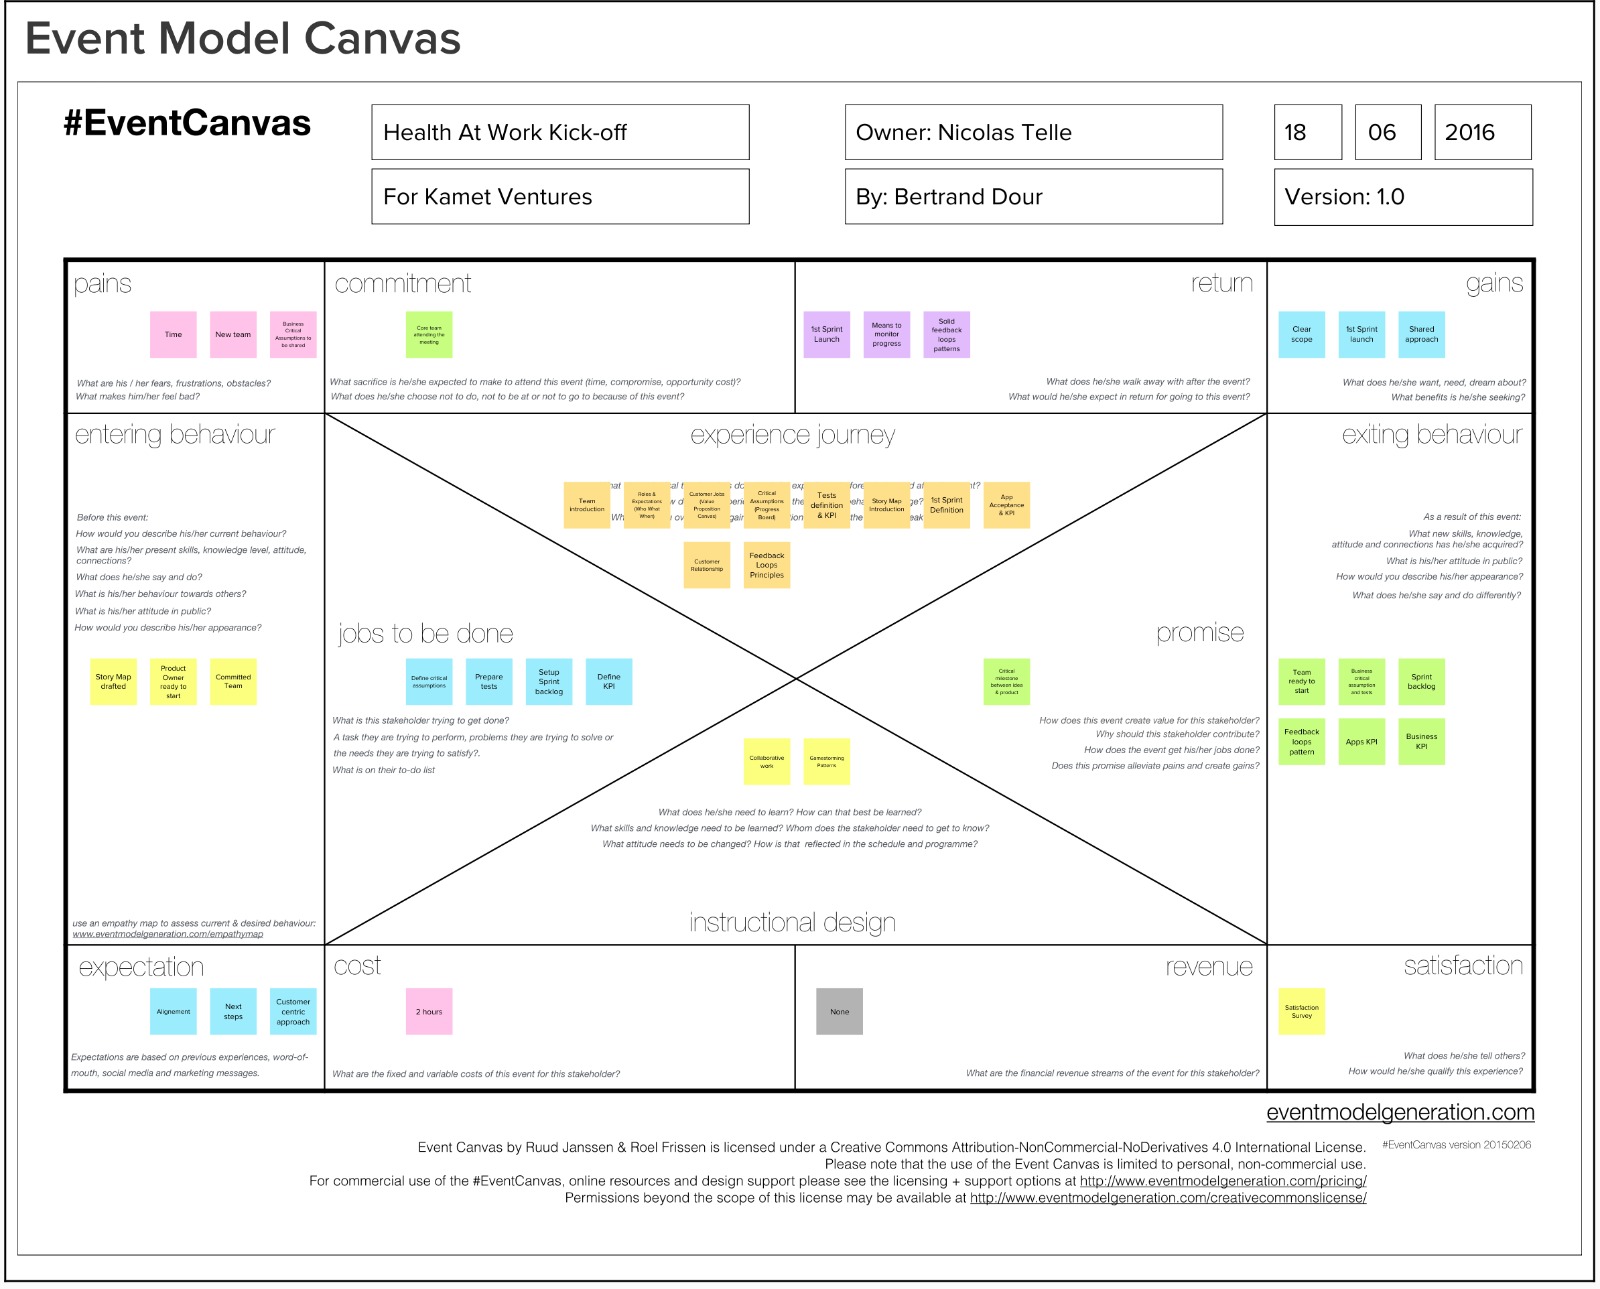 Event Model Canvas
#EventCanvas
Health At Work Kick-off
For Kamet Ventures
Owner: Nicolas Telle
By: Bertrand Dour
18
06
2016
Version: 1.0
pains
Time
New team
Business
Critical
Assumptions to
be shared
What are his / her fears, frustrations, obstacles?
What makes him/her feel bad?
commitment
Core team
attending the
meeting
What sacrifice is he/she expected to make to attend this event (time, compromise, opportunity cost)?
What does he/she choose not to do, not to be at or not to go to because of this event?
return
1st Sprint
Launch
Means to
monitor
progress
Solid
feedback
loops
patterns
What does he/she walk away with after the event?
What would he/she expect in return for going to this event?
gains
Clear
scope
1st Sprint
launch
Shared
approach
What does he/she want, need, dream about?
What benefits is he/she seeking?
entering behaviour
Before this event:
How would you describe his/her current behaviour?
What are his/her present skills, knowledge level, attitude,
connections?
What does he/she say and do?
What is his/her behaviour towards others?
What is his/her attitude in public?
How would you describe his/her appearance?
Story Map
drafted
Product
Owner
ready to
start
Committed
Team
use an empathy map to assess current & desired behaviour:
www.eventmodelgeneration.com/empathymap
experience journey
Team
introduction
Roles &
Expectations
(Who What
When)
Customer Jobs
(Value
Proposition
Canvas)
Critical
Assumptions
(Progress
Board)
Tests
definition
& KPI
Story Map
Introduction
1st Sprint
Definition
App
Acceptance
& KPI
Customer
Relationship
Feedback
Loops
Principles
jobs to be done
Define critical
assumptions
Prepare
tests
Setup
Sprint
backlog
Define
KPI
What is this stakeholder trying to get done?
A task they are trying to perform, problems they are trying to solve or
the needs they are trying to satisfy?.
What is on their to-do list
promise
Critical
milestone
between idea
& product
How does this event create value for this stakeholder?
Why should this stakeholder contribute?
How does the event get his/her jobs done?
Does this promise alleviate pains and create gains?
Collaborative
work
Gamestorming
Patterns
What does he/she need to learn? How can that best be learned?
What skills and knowledge need to be learned? Whom does the stakeholder need to get to know?
What attitude needs to be changed? How is that reflected in the schedule and programme?
instructional design
exiting behaviour
As a result of this event:
What new skills, knowledge,
attitude and connections has he/she acquired?
What is his/her attitude in public?
How would you describe his/her appearance?
What does he/she say and do differently?
Team
ready to
start
Business
critical
assumption
and tests
Sprint
backlog
Feedback
loops
pattern
Apps KPI
Business
KPI
expectation
Alignement
Next
steps
Customer
centric
approach
Expectations are based on previous experiences, word-of-
mouth, social media and marketing messages.
cost
2 hours
What are the fixed and variable costs of this event for this stakeholder?
revenue
None
What are the financial revenue streams of the event for this stakeholder?
satisfaction
Satisfaction
Survey
What does he/she tell others?
How would he/she qualify this experience?
eventmodelgeneration.com
#EventCanvas version 20150206
Event Canvas by Ruud Janssen & Roel Frissen is licensed under a Creative Commons Attribution-NonCommercial-NoDerivatives 4.0 International License.
Please note that the use of the Event Canvas is limited to personal, non-commercial use.
For commercial use of the #EventCanvas, online resources and design support please see the licensing + support options at http://www.eventmodelgeneration.com/pricing/
Permissions beyond the scope of this license may be available at http://www.eventmodelgeneration.com/creativecommonslicense/